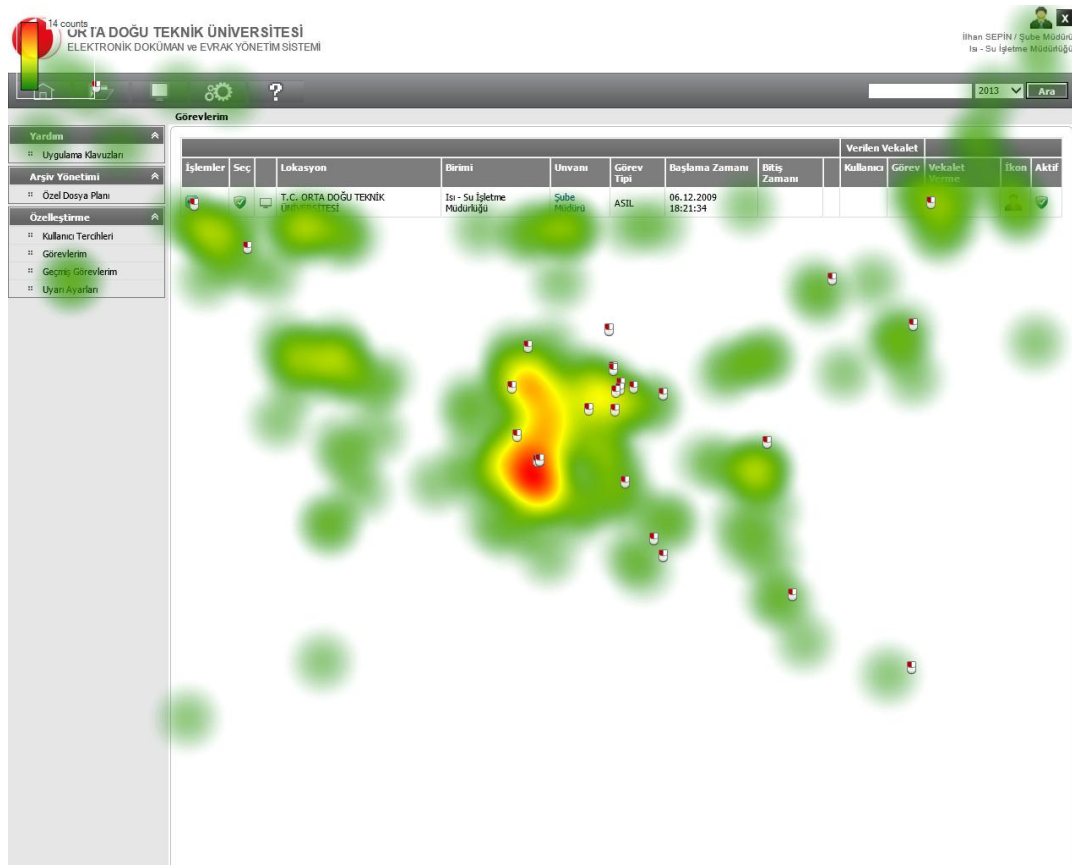 14 counts
ORTA DOĞU TEKNİK ÜNİVERSİTESİ
ELEKTRONİK DOKÜMAN ve EVRAK YÖNETİM SİSTEMİ
X
İlhan SEPİN / Şube Müdürü
Isı - Su İşletme Müdürlüğü
?
2013
Ara
Görevlerim
Yardım
Uygulama Klavuzları
Arşiv Yönetimi
Özel Dosya Planı
Özelleştirme
Kullanıcı Tercihleri
Görevlerim
Geçmiş Görevlerim
Uyarı Ayarları
Verilen Vekalet
İşlemler Seç Lokasyon Birimi Unvanı Görev Tipi Başlama Zamanı Bitiş Zamanı Kullanıcı Görev Vekalet Verme İkon Aktif
T.C. ORTA DOĞU TEKNİK ÜNİVERSİTESİ Isı - Su İşletme Müdürlüğü Şube Müdürü ASIL 06.12.2009 18:21:34